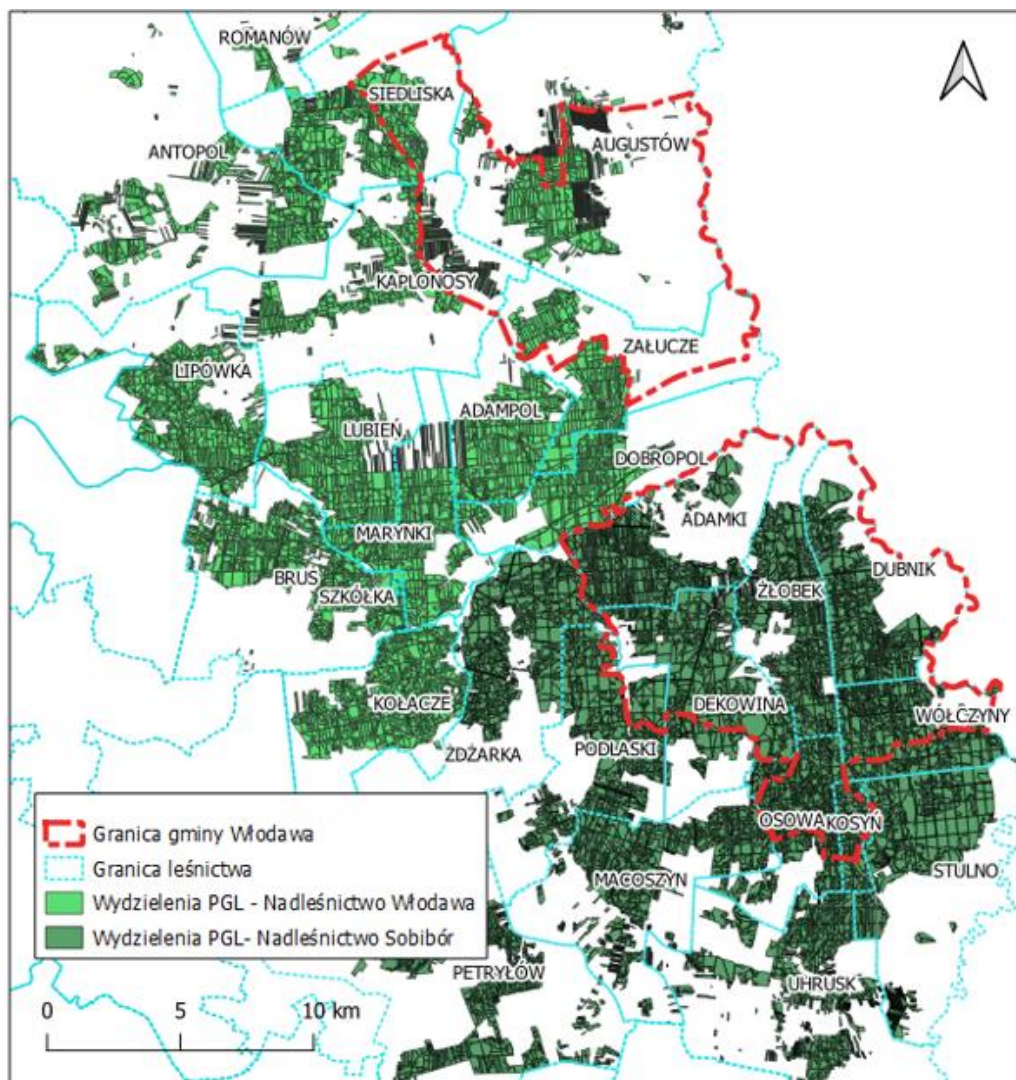 ROMANÓW
SIEDLISKA
AUGUSTÓW
ANTOPOL
KAPLONOSY
ZAŁUCZE
LIPÓWKA
ADAMPOL
LUBIEŃ
DOBROPOL
ADAMKI
MARYNKI
DUBNIK
BRUS
ŻŁOBEK
SZKÓŁKA
KOŁACZE
DEKOWINA
WÓŁCZYNY
ŻDŻARKA
PODLASKI
OSOWA
KOSYŃ
STULNO
MACOSZYN
PETRYŁÓW
UHRUSK
Granica gminy Włodawa
Granica leśnictwa
Wydzielenia PGL - Nadleśnictwo Włodawa
Wydzielenia PGL- Nadleśnictwo Sobibór
0 5 10 km